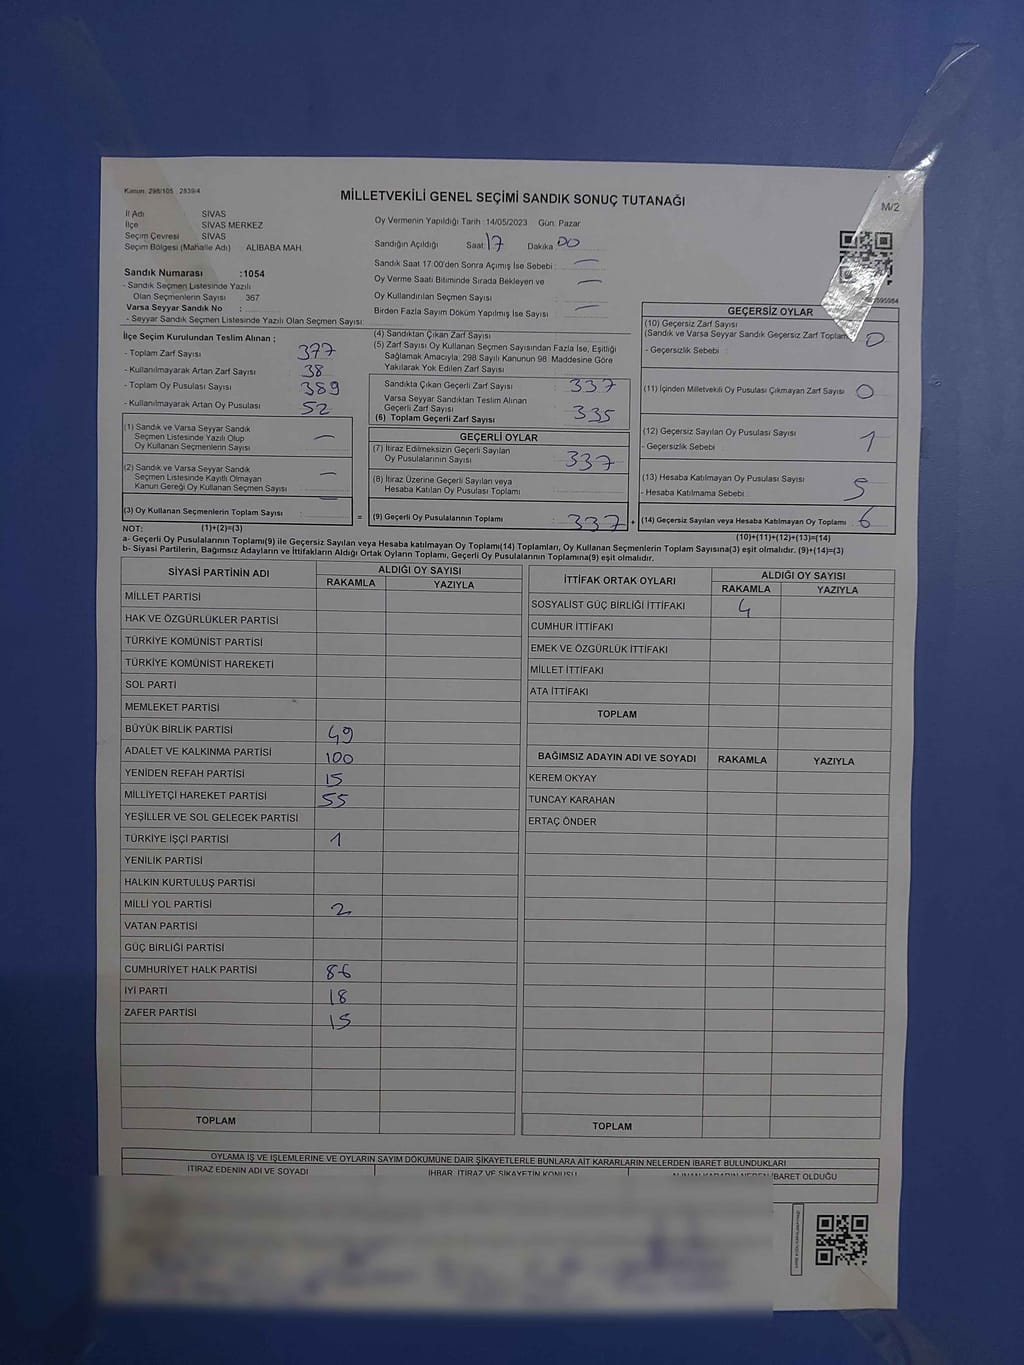 Kanun: 298/105 2839/4
MİLLETVEKİLİ GENEL SEÇİMİ SANDIK SONUÇ TUTANAĞI
M/2
İl Adı SİVAS
İlçe SİVAS MERKEZ
Seçim Çevresi SİVAS
Seçim Bölgesi (Mahalle Adı) ALIBABA MAH.
Oy Vermenin Yapıldığı Tarih :14/05/2023 Gün: Pazar
Sandığın Açıldığı Saat: 17 Dakika: 00
Sandık Saat 17:00'den Sonra Açımış İse Sebebi : —
Oy Verme Saati Bitiminde Sırada Bekleyen ve
Oy Kullandırılan Seçmen Sayısı —
Birden Fazla Sayım Döküm Yapılmış İse Sayısı —
Sandık Numarası :1054
- Sandık Seçmen Listesinde Yazılı
Olan Seçmenlerin Sayısı 367
Varsa Seyyar Sandık No :
- Seyyar Sandık Seçmen Listesinde Yazılı Olan Seçmen Sayısı:
İlçe Seçim Kurulundan Teslim Alınan ;
- Toplam Zarf Sayısı 377
- Kullanılmayarak Artan Zarf Sayısı 38
- Toplam Oy Pusulası Sayısı 389
- Kullanılmayarak Artan Oy Pusulası 52
(1) Sandık ve Varsa Seyyar Sandık
Seçmen Listesinde Yazılı Olup
Oy Kullanan Seçmenlerin Sayısı —
(2) Sandık ve Varsa Seyyar Sandık
Seçmen Listesinde Kayıtlı Olmayan
Kanun Gereği Oy Kullanan Seçmen Sayısı —
(3) Oy Kullanan Seçmenlerin Toplam Sayısı : —
(4) Sandıktan Çıkan Zarf Sayısı
(5) Zarf Sayısı Oy Kullanan Seçmen Sayısından Fazla İse, Eşitliği
Sağlamak Amacıyla; 298 Sayılı Kanunun 98. Maddesine Göre
Yakılarak Yok Edilen Zarf Sayısı
Sandıkta Çıkan Geçerli Zarf Sayısı 337
Varsa Seyyar Sandıktan Teslim Alınan
Geçerli Zarf Sayısı
(6) Toplam Geçerli Zarf Sayısı 335
GEÇERLİ OYLAR
(7) İtiraz Edilmeksizin Geçerli Sayılan
Oy Pusulalarının Sayısı 337
(8) İtiraz Üzerine Geçerli Sayılan veya
Hesaba Katılan Oy Pusulası Toplamı
= (9) Geçerli Oy Pusulalarının Toplamı 337 +
GEÇERSİZ OYLAR
(10) Geçersiz Zarf Sayısı
(Sandık ve Varsa Seyyar Sandık Geçersiz Zarf Toplamı 0
- Geçersizlik Sebebi :
(11) İçinden Milletvekili Oy Pusulası Çıkmayan Zarf Sayısı 0
(12) Geçersiz Sayılan Oy Pusulası Sayısı 1
- Geçersizlik Sebebi :
(13) Hesaba Katılmayan Oy Pusulası Sayısı 5
- Hesaba Katılmama Sebebi :
(14) Geçersiz Sayılan veya Hesaba Katılmayan Oy Toplamı 6
NOT: (1)+(2)=(3) (10)+(11)+(12)+(13)=(14)
a- Geçerli Oy Pusulalarının Toplamı(9) ile Geçersiz Sayılan veya Hesaba katılmayan Oy Toplamı(14) Toplamları, Oy Kullanan Seçmenlerin Toplam Sayısına(3) eşit olmalıdır. (9)+(14)=(3)
b- Siyasi Partilerin, Bağımsız Adayların ve İttifakların Aldığı Ortak Oyların Toplamı, Geçerli Oy Pusulalarının Toplamına(9) eşit olmalıdır.
SİYASİ PARTİNİN ADI ALDIĞI OY SAYISI
RAKAMLA YAZIYLA
MİLLET PARTİSİ
HAK VE ÖZGÜRLÜKLER PARTİSİ
TÜRKİYE KOMÜNİST PARTİSİ
TÜRKİYE KOMÜNİST HAREKETİ
SOL PARTİ
MEMLEKET PARTİSİ
BÜYÜK BİRLİK PARTİSİ 49
ADALET VE KALKINMA PARTİSİ 100
YENİDEN REFAH PARTİSİ 15
MİLLİYETÇİ HAREKET PARTİSİ 55
YEŞİLLER VE SOL GELECEK PARTİSİ
TÜRKİYE İŞÇİ PARTİSİ 1
YENİLİK PARTİSİ
HALKIN KURTULUŞ PARTİSİ
MİLLİ YOL PARTİSİ 2
VATAN PARTİSİ
GÜÇ BİRLİĞİ PARTİSİ
CUMHURİYET HALK PARTİSİ 86
İYİ PARTİ 18
ZAFER PARTİSİ 15
TOPLAM
İTTİFAK ORTAK OYLARI ALDIĞI OY SAYISI
RAKAMLA YAZIYLA
SOSYALİST GÜÇ BİRLİĞİ İTTİFAKI 4
CUMHUR İTTİFAKI
EMEK VE ÖZGÜRLÜK İTTİFAKI
MİLLET İTTİFAKI
ATA İTTİFAKI
TOPLAM
BAĞIMSIZ ADAYIN ADI VE SOYADI RAKAMLA YAZIYLA
KEREM OKYAY
TUNCAY KARAHAN
ERTAÇ ÖNDER
TOPLAM
OYLAMA İŞ VE İŞLEMLERİNE VE OYLARIN SAYIM DÖKÜMÜNE DAİR ŞİKAYETLERLE BUNLARA AİT KARARLARIN NELERDEN İBARET BULUNDUKLARI
İTİRAZ EDENİN ADI VE SOYADI İHBAR, İTİRAZ VE ŞİKAYETİN KONUSU ALINAN KARARIN NEDEN İBARET OLDUĞU